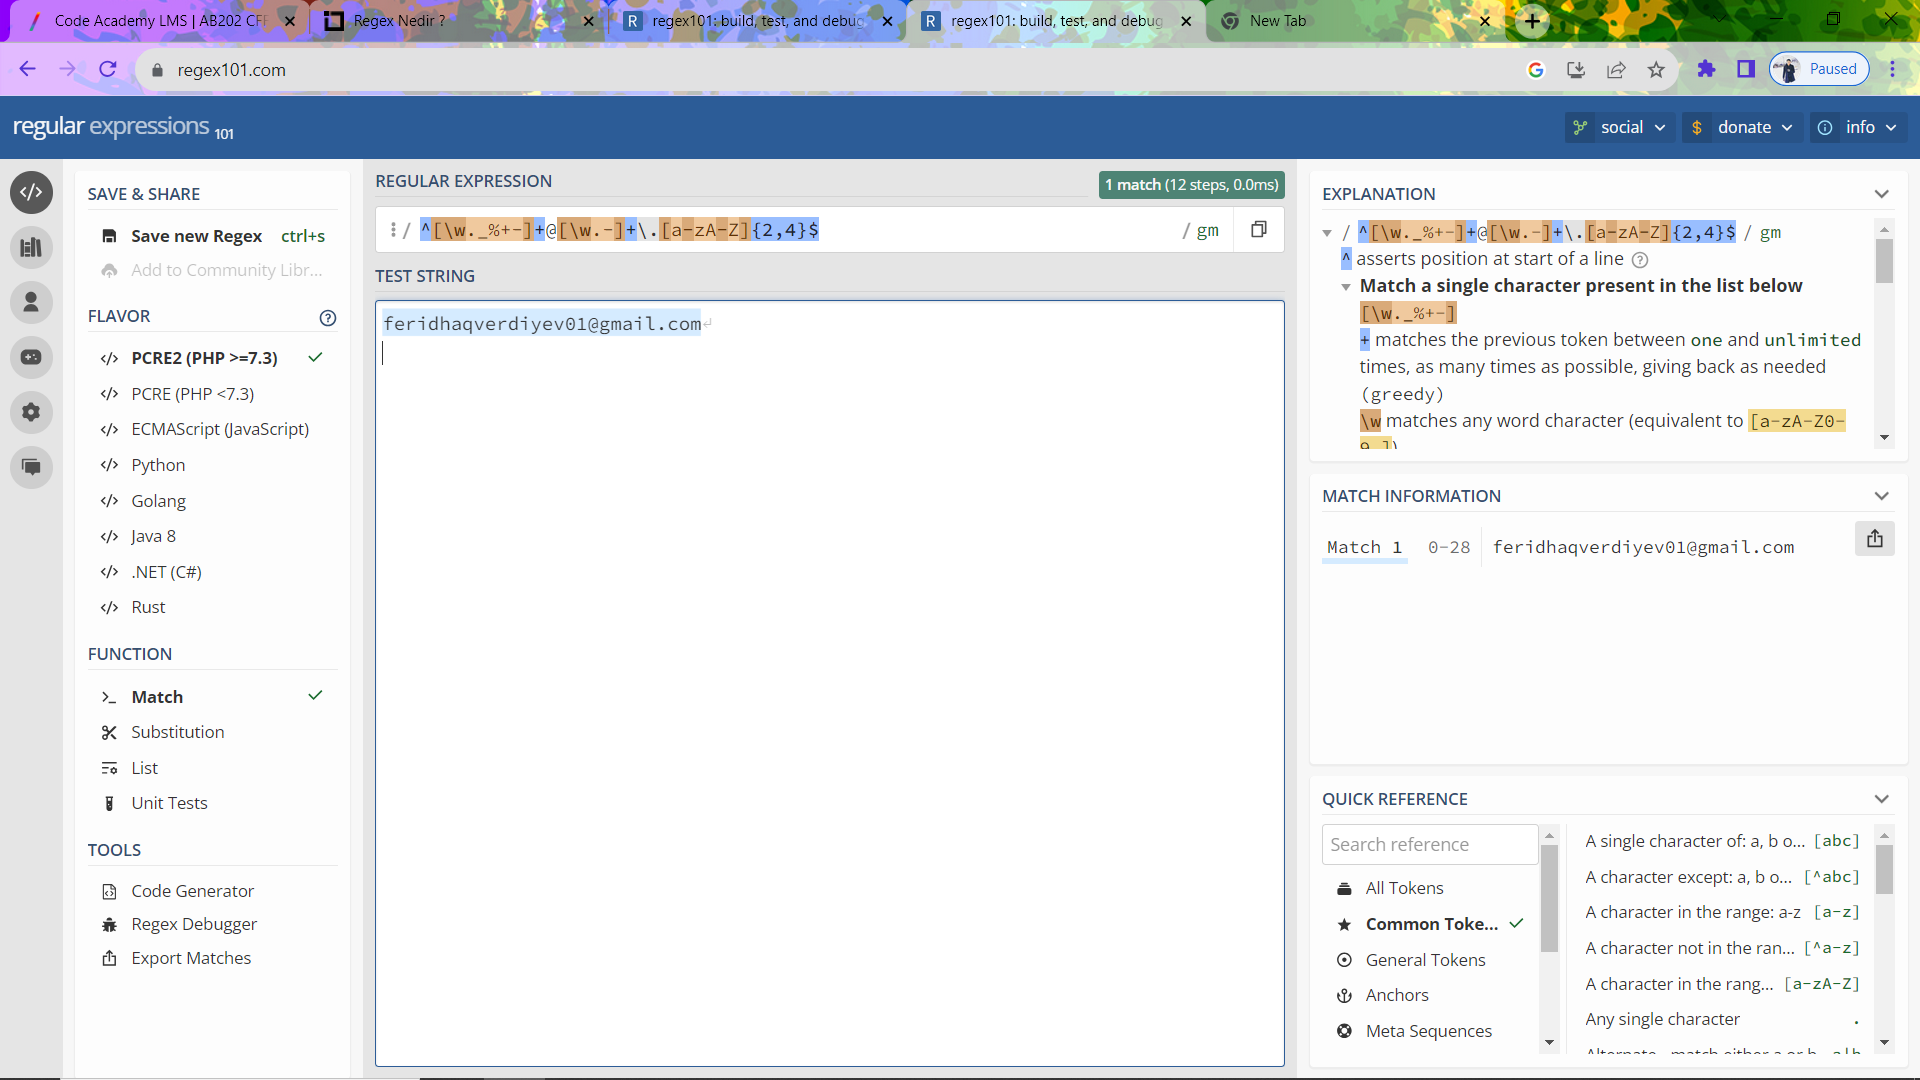 Code Academy LMS | AB202 CFF
Regex Nedir ?
regex101: build, test, and debug
regex101: build, test, and debug
New Tab
regex101.com
Paused
regular expressions 101
social
donate
info
SAVE & SHARE
Save new Regex ctrl+s
Add to Community Libr...
FLAVOR
PCRE2 (PHP >=7.3)
PCRE (PHP <7.3)
ECMAScript (JavaScript)
Python
Golang
Java 8
.NET (C#)
Rust
FUNCTION
Match
Substitution
List
Unit Tests
TOOLS
Code Generator
Regex Debugger
Export Matches
REGULAR EXPRESSION
1 match (12 steps, 0.0ms)
/ ^[\w._%+-]+@[\w.-]+\.[a-zA-Z]{2,4}$ / gm
TEST STRING
feridhaqverdiyev01@gmail.com
EXPLANATION
/ ^[\w._%+-]+@[\w.-]+\.[a-zA-Z]{2,4}$ / gm
^ asserts position at start of a line
Match a single character present in the list below
[\w._%+-]
+ matches the previous token between one and unlimited
times, as many times as possible, giving back as needed
(greedy)
\w matches any word character (equivalent to [a-zA-Z0-
9_])
MATCH INFORMATION
Match 1 0-28 feridhaqverdiyev01@gmail.com
QUICK REFERENCE
Search reference
All Tokens
Common Toke...
General Tokens
Anchors
Meta Sequences
A single character of: a, b o... [abc]
A character except: a, b o... [^abc]
A character in the range: a-z [a-z]
A character not in the ran... [^a-z]
A character in the rang... [a-zA-Z]
Any single character .
Alternate - match either a or b a|b